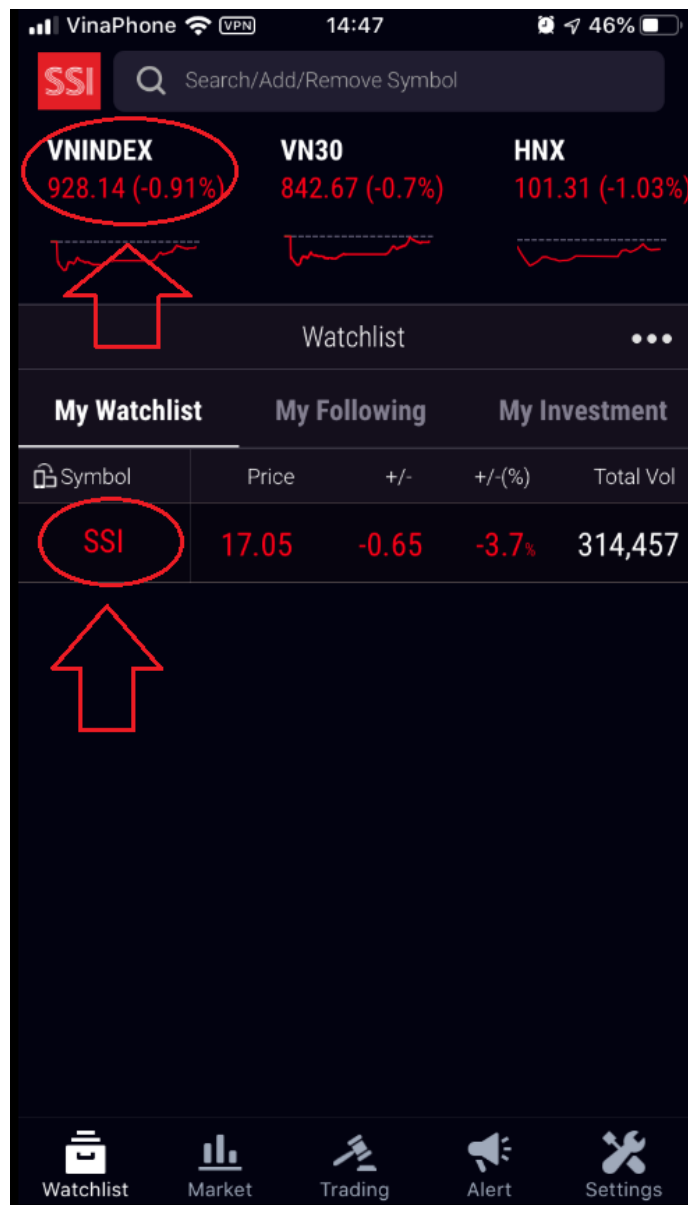 VinaPhone VPN 14:47 46%
SSI Search/Add/Remove Symbol
VNINDEX VN30 HNX
928.14 (-0.91%) 842.67 (-0.7%) 101.31 (-1.03%)
Watchlist
My Watchlist My Following My Investment
Symbol Price +/- +/-(%) Total Vol
SSI 17.05 -0.65 -3.7% 314,457
Watchlist Market Trading Alert Settings